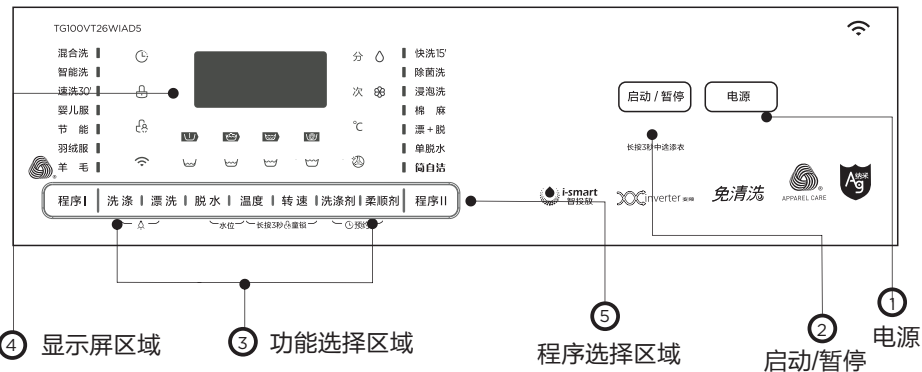 TG100VT26WIAD5
混合洗
智能洗
速洗30'
婴儿服
节 能
羽绒服
羊 毛
分
次
℃
快洗15'
除菌洗
浸泡洗
棉 麻
漂+脱
单脱水
筒自洁
启动/暂停
电源
长按3秒中途添衣
程序I 洗涤 漂洗 脱水 温度 转速 洗涤剂 柔顺剂 程序II
水位 长按3秒童锁 预约
i-smart
智投放
inverter 变频
免清洗
APPAREL CARE
Ag 纳米
④ 显示屏区域
③ 功能选择区域
⑤
程序选择区域
②
启动/暂停
①
电源